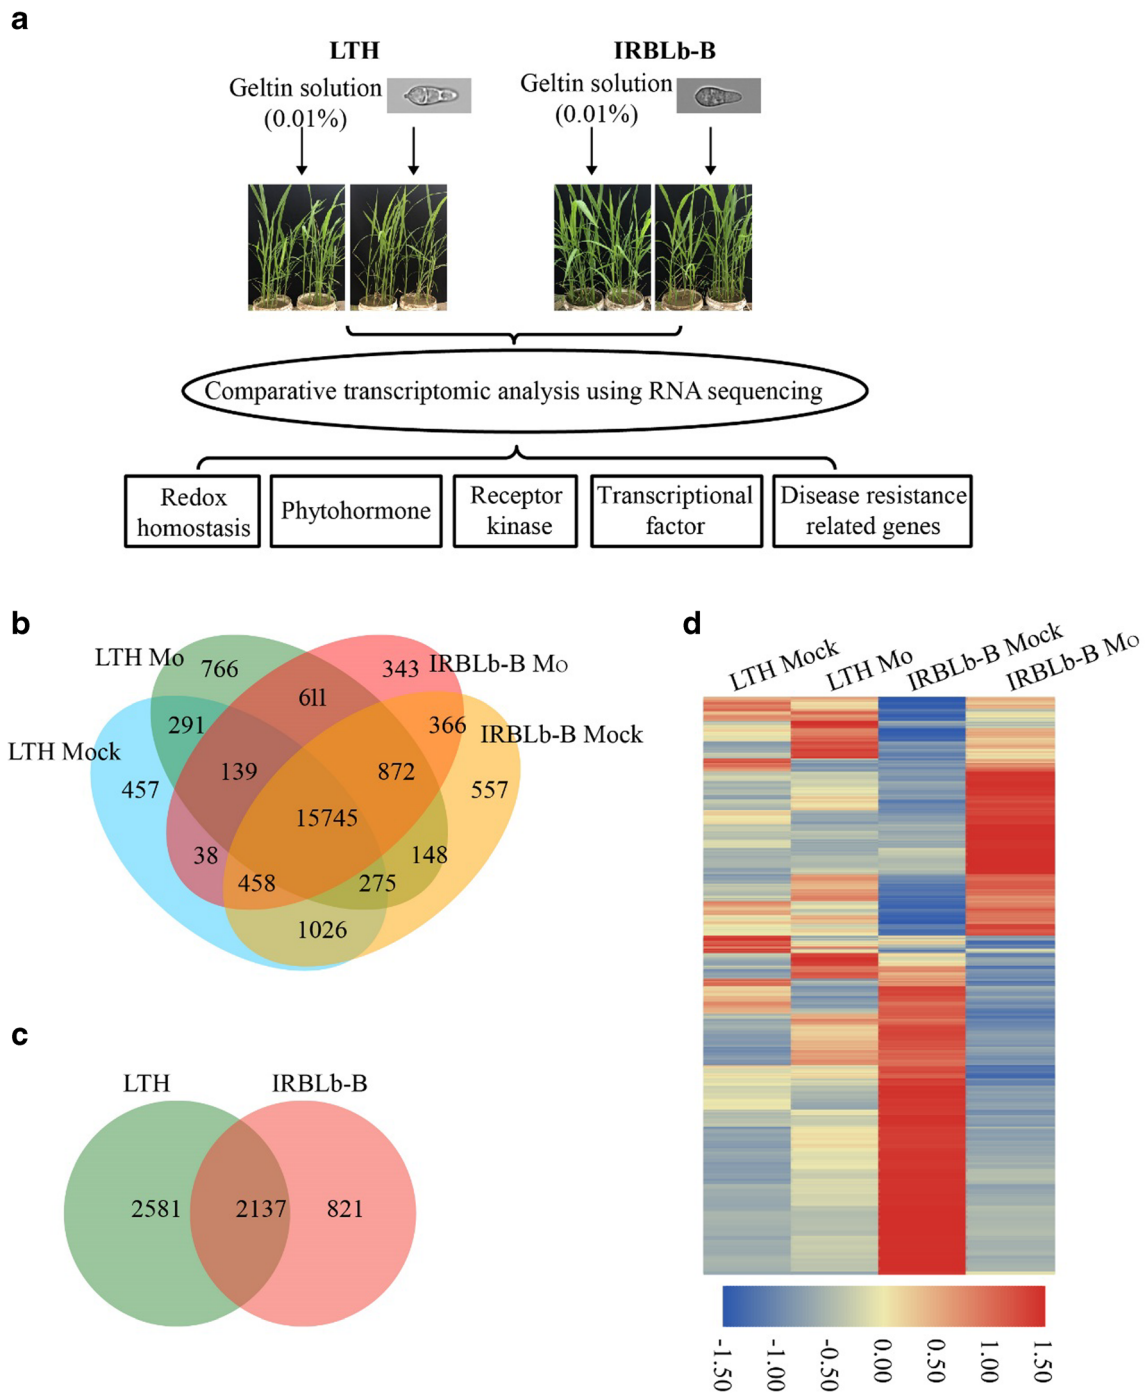 a
LTH
IRBLb-B
Geltin solution
(0.01%)
Geltin solution
(0.01%)
Comparative transcriptomic analysis using RNA sequencing
Redox
homostasis
Phytohormone
Receptor
kinase
Transcriptional
factor
Disease resistance
related genes
b
LTH Mo
766
343
IRBLb-B Mo
611
291
366
IRBLb-B Mock
LTH Mock
139
872
457
557
15745
38
148
458
275
1026
c
LTH
IRBLb-B
2581
2137
821
d
LTH Mock
LTH Mo
IRBLb-B Mock
IRBLb-B Mo
-1.50
-1.00
-0.50
0.00
0.50
1.00
1.50